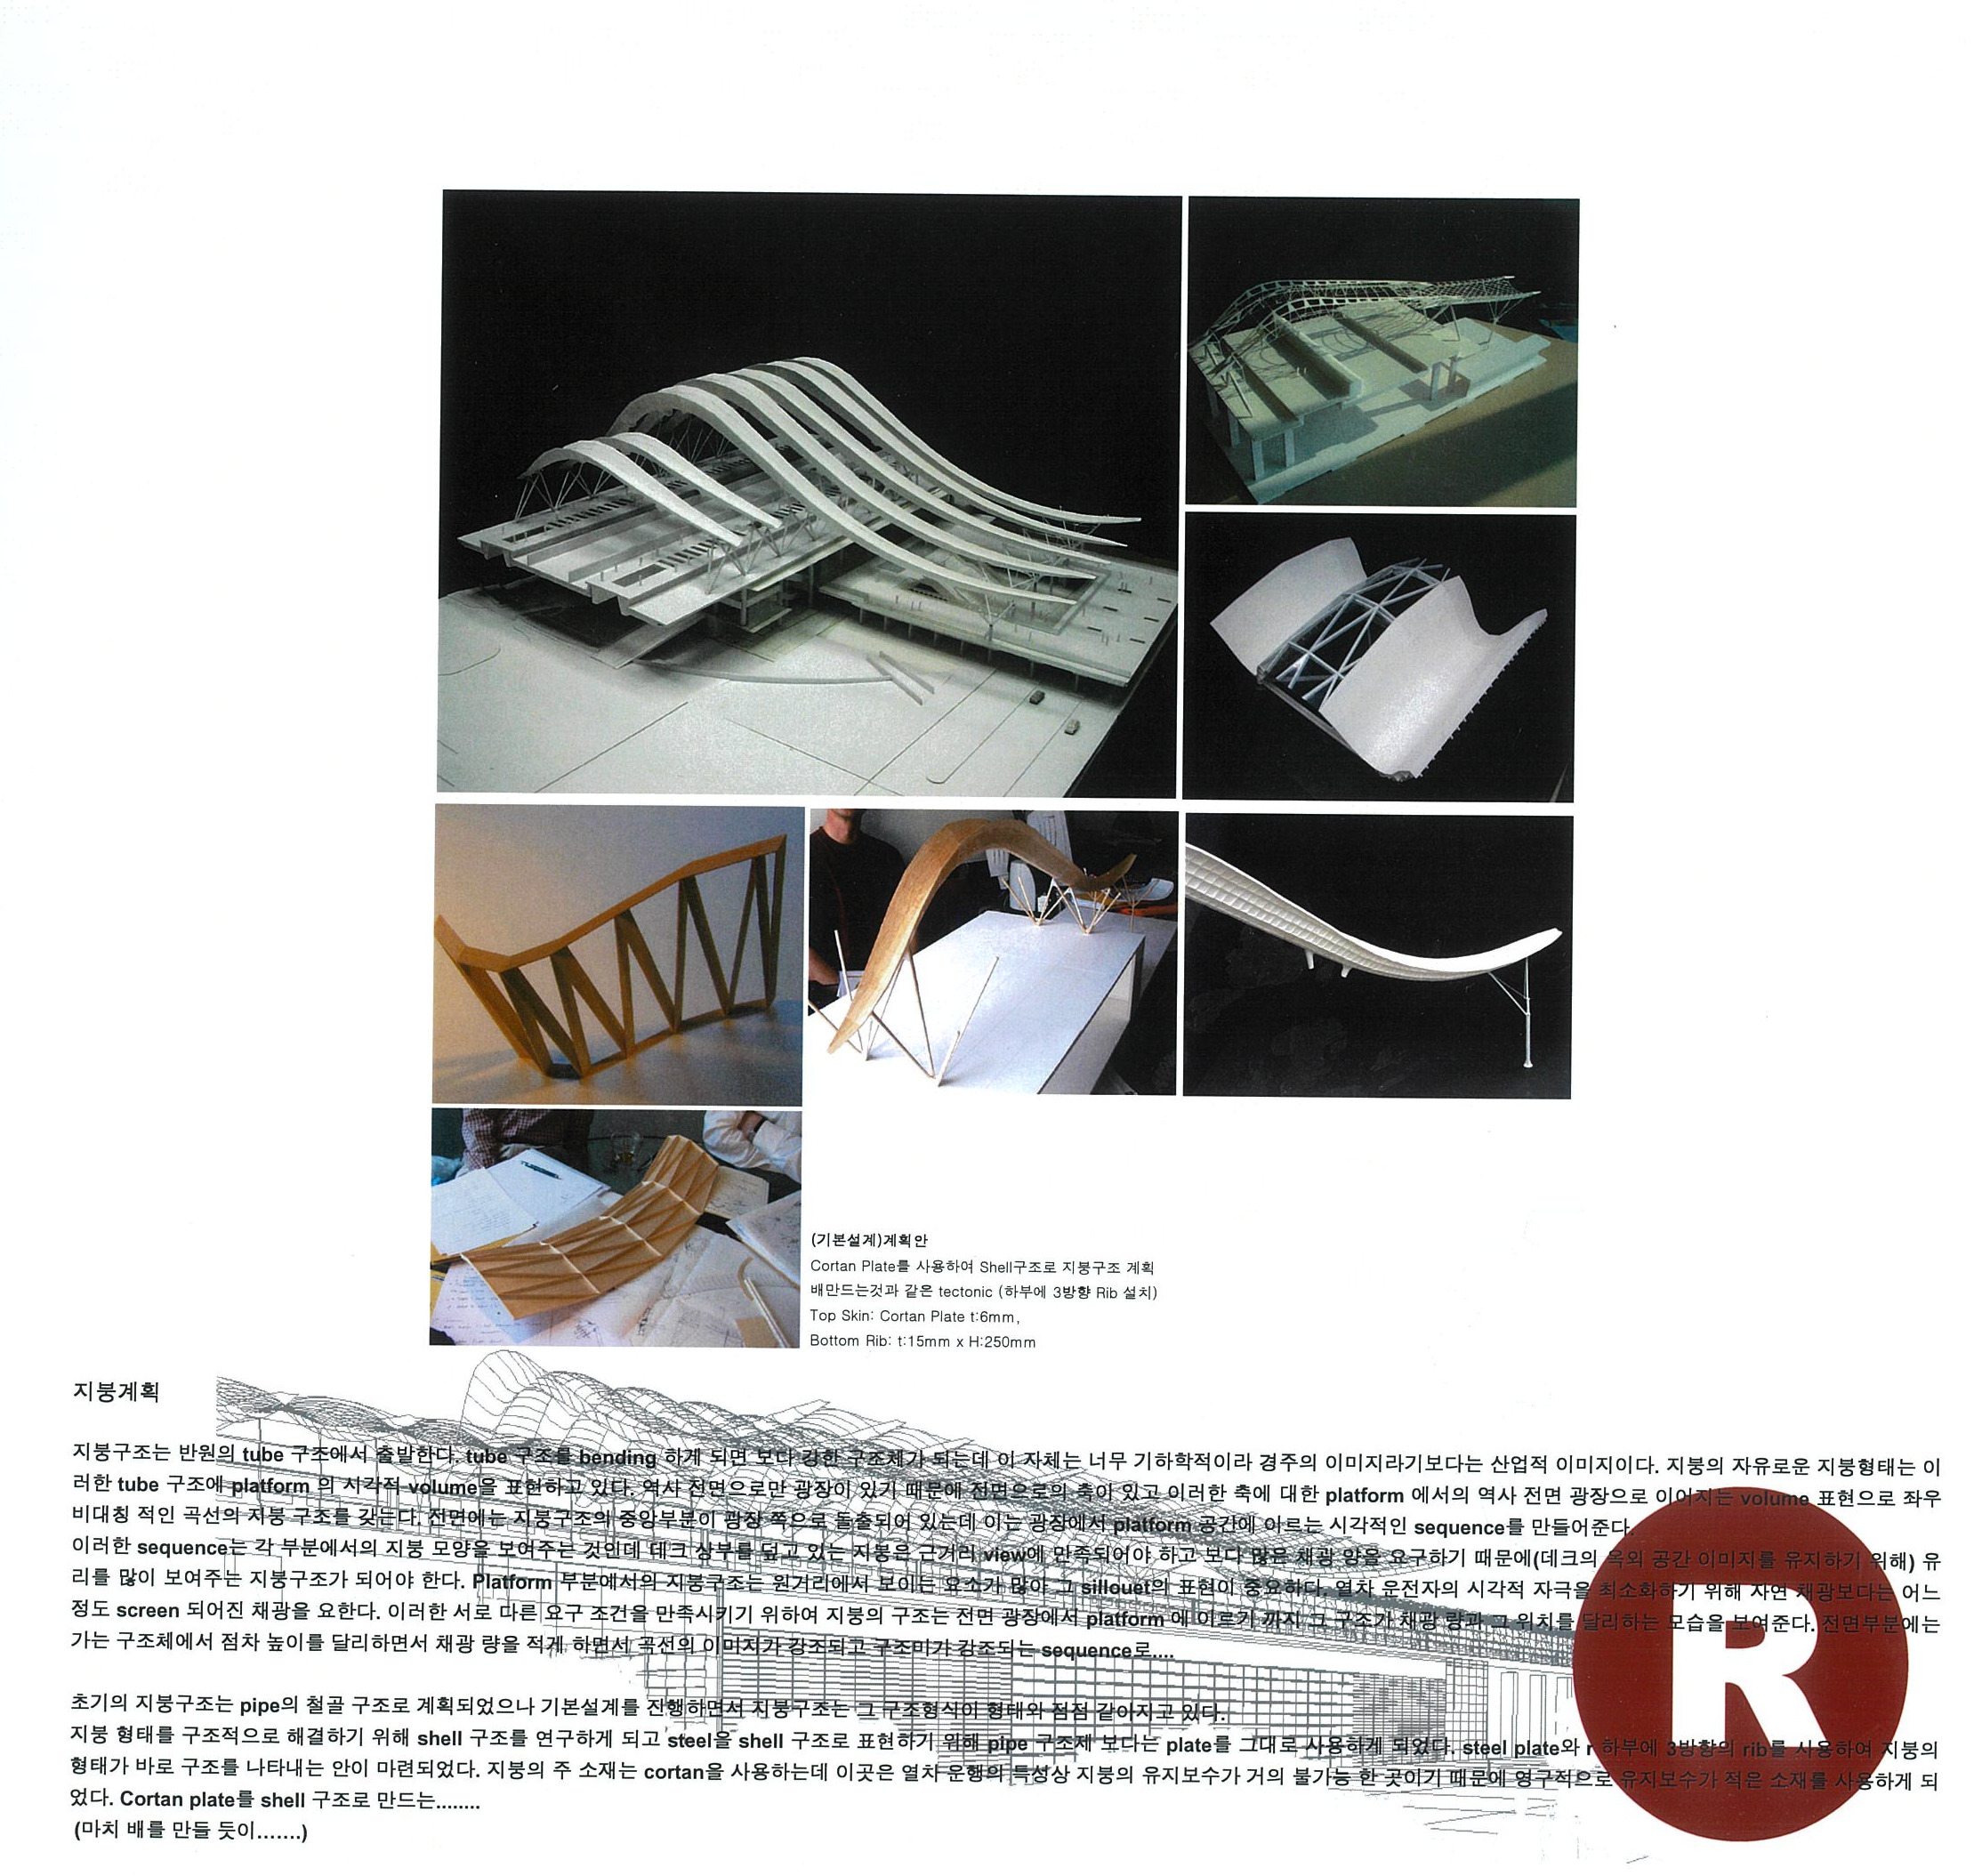 (기본설계)계획안
Cortan Plate를 사용하여 Shell구조로 지붕구조 계획
배만드는것과 같은 tectonic (하부에 3방향 Rib 설치)
Top Skin: Cortan Plate t:6mm,
Bottom Rib: t:15mm x H:250mm
지붕계획
지붕구조는 반원의 tube 구조에서 출발한다. tube 구조를 bending 하게 되면 보다 강한 구조체가 되는데 이 자체는 너무 기하학적이라 경주의 이미지라기보다는 산업적 이미지이다. 지붕의 자유로운 지붕형태는 이
러한 tube 구조에 platform 의 시각적 volume을 표현하고 있다. 역사 전면으로만 광장이 있기 때문에 전면으로의 축이 있고 이러한 축에 대한 platform 에서의 역사 전면 광장으로 이어지는 volume 표현으로 좌우
비대칭 적인 곡선의 지붕 구조를 갖는다. 전면에는 지붕구조의 중앙부분이 광장 쪽으로 돌출되어 있는데 이는 광장에서 platform 공간에 이르는 시각적인 sequence를 만들어준다.
이러한 sequence는 각 부분에서의 지붕 모양을 보여주는 것인데 데크 상부를 덮고 있는 지붕은 근거리 view에 만족되어야 하고 보다 많은 채광 양을 요구하기 때문에(데크의 옥외 공간 이미지를 유지하기 위해) 유
리를 많이 보여주는 지붕구조가 되어야 한다. Platform 부분에서의 지붕구조는 원거리에서 보이는 요소가 많아 그 sillouet의 표현이 중요하다. 열차 운전자의 시각적 자극을 최소화하기 위해 자연 채광보다는 어느
정도 screen 되어진 채광을 요한다. 이러한 서로 다른 요구 조건을 만족시키기 위하여 지붕의 구조는 전면 광장에서 platform 에 이르기 까지 그 구조가 채광 량과 그 위치를 달리하는 모습을 보여준다. 전면부분에는
가는 구조체에서 점차 높이를 달리하면서 채광 량을 적게 하면서 곡선의 이미지가 강조되고 구조미가 강조되는 sequence로....
초기의 지붕구조는 pipe의 철골 구조로 계획되었으나 기본설계를 진행하면서 지붕구조는 그 구조형식이 형태와 점점 같아지고 있다.
지붕 형태를 구조적으로 해결하기 위해 shell 구조를 연구하게 되고 steel을 shell 구조로 표현하기 위해 pipe 구조체 보다는 plate를 그대로 사용하게 되었다. steel plate와 r 하부에 3방향의 rib를 사용하여 지붕의
형태가 바로 구조를 나타내는 안이 마련되었다. 지붕의 주 소재는 cortan을 사용하는데 이곳은 열차 운행의 특성상 지붕의 유지보수가 거의 불가능 한 곳이기 때문에 영구적으로 유지보수가 적은 소재를 사용하게 되
었다. Cortan plate를 shell 구조로 만드는........
(마치 배를 만들 듯이.......)
R